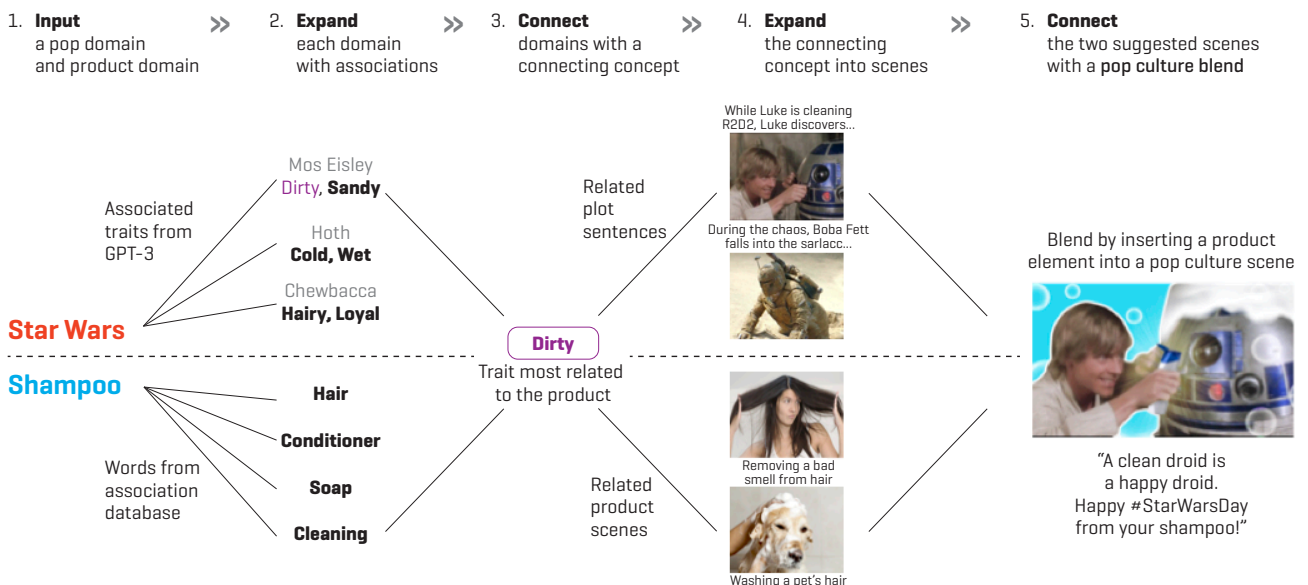 1. Input
a pop domain
and product domain
»
2. Expand
each domain
with associations
»
3. Connect
domains with a
connecting concept
»
4. Expand
the connecting
concept into scenes
»
5. Connect
the two suggested scenes
with a pop culture blend
Associated
traits from
GPT-3
Star Wars
Mos Eisley
Dirty, Sandy
Hoth
Cold, Wet
Chewbacca
Hairy, Loyal
Shampoo
Words from
association
database
Hair
Conditioner
Soap
Cleaning
Dirty
Trait most related
to the product
Related
plot
sentences
Related
product
scenes
While Luke is cleaning
R2D2, Luke discovers...
During the chaos, Boba Fett
falls into the sarlacc...
Removing a bad
smell from hair
Washing a pet's hair
Blend by inserting a product
element into a pop culture scene
"A clean droid is
a happy droid.
Happy #StarWarsDay
from your shampoo!"